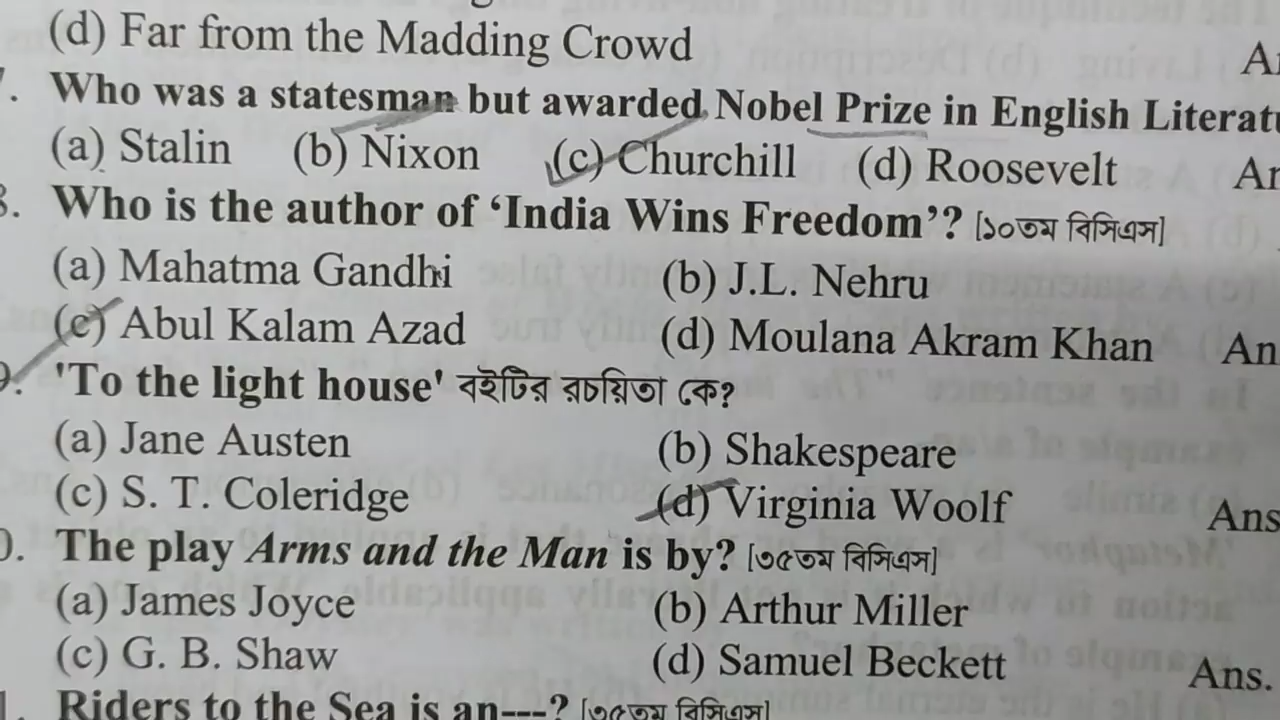 (d) Far from the Madding Crowd
. Who was a statesman but awarded Nobel Prize in English
(a) Stalin (b) Nixon (c) Churchill (d) Roosevelt
. Who is the author of ‘India Wins Freedom’? [১০তম বিসিএস]
(a) Mahatma Gandhi (b) J.L. Nehru
(c) Abul Kalam Azad (d) Moulana Akram Khan
. 'To the light house' বইটির রচয়িতা কে?
(a) Jane Austen (b) Shakespeare
(c) S. T. Coleridge (d) Virginia Woolf Ans
. The play Arms and the Man is by? [৩৫তম বিসিএস]
(a) James Joyce (b) Arthur Miller
(c) G. B. Shaw (d) Samuel Beckett Ans.
. Riders to the Sea is an---? [৩৫তম বিসিএস]